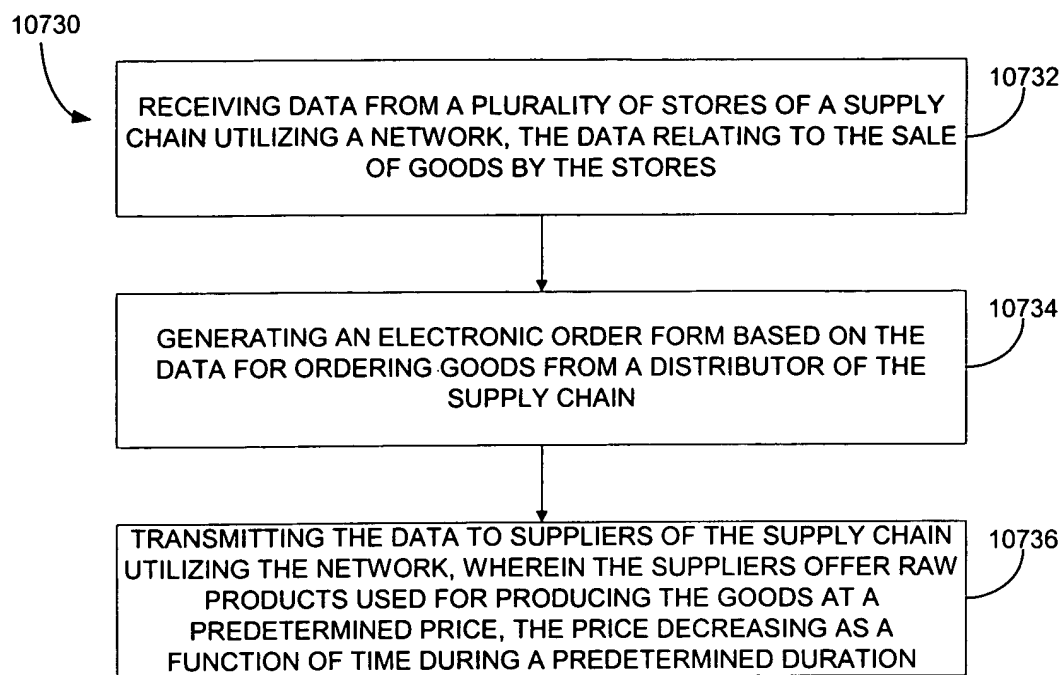 10730
10732
RECEIVING DATA FROM A PLURALITY OF STORES OF A SUPPLY
CHAIN UTILIZING A NETWORK, THE DATA RELATING TO THE SALE
OF GOODS BY THE STORES
10734
GENERATING AN ELECTRONIC ORDER FORM BASED ON THE
DATA FOR ORDERING GOODS FROM A DISTRIBUTOR OF THE
SUPPLY CHAIN
10736
TRANSMITTING THE DATA TO SUPPLIERS OF THE SUPPLY CHAIN
UTILIZING THE NETWORK, WHEREIN THE SUPPLIERS OFFER RAW
PRODUCTS USED FOR PRODUCING THE GOODS AT A
PREDETERMINED PRICE, THE PRICE DECREASING AS A
FUNCTION OF TIME DURING A PREDETERMINED DURATION